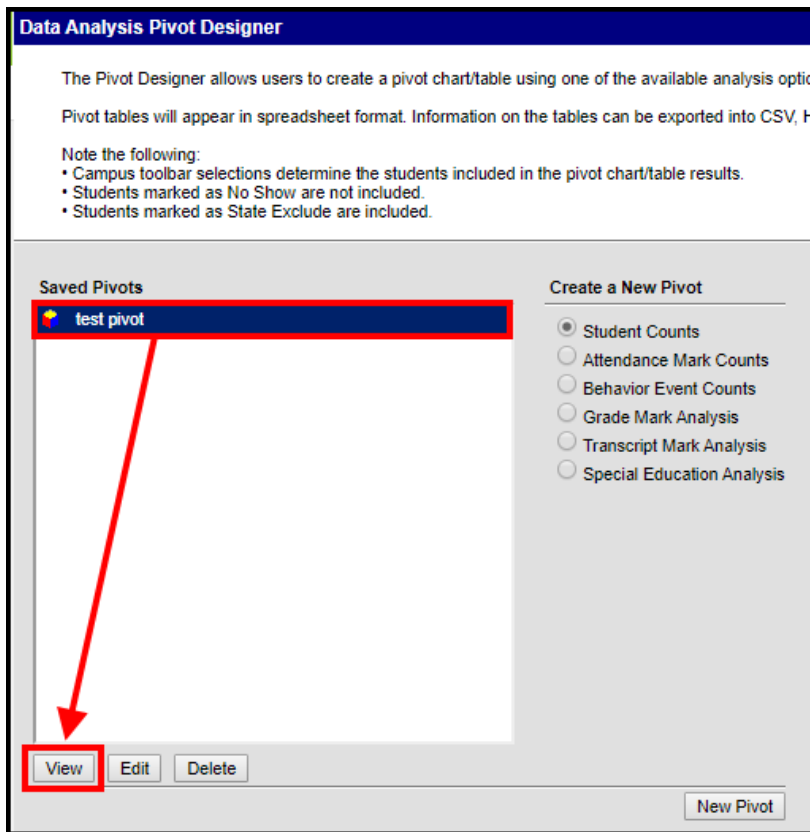 Data Analysis Pivot Designer
The Pivot Designer allows users to create a pivot chart/table using one of the available analysis optic
Pivot tables will appear in spreadsheet format. Information on the tables can be exported into CSV, H
Note the following:
• Campus toolbar selections determine the students included in the pivot chart/table results.
• Students marked as No Show are not included.
• Students marked as State Exclude are included.
Saved Pivots
test pivot
View Edit Delete
Create a New Pivot
Student Counts
Attendance Mark Counts
Behavior Event Counts
Grade Mark Analysis
Transcript Mark Analysis
Special Education Analysis
New Pivot